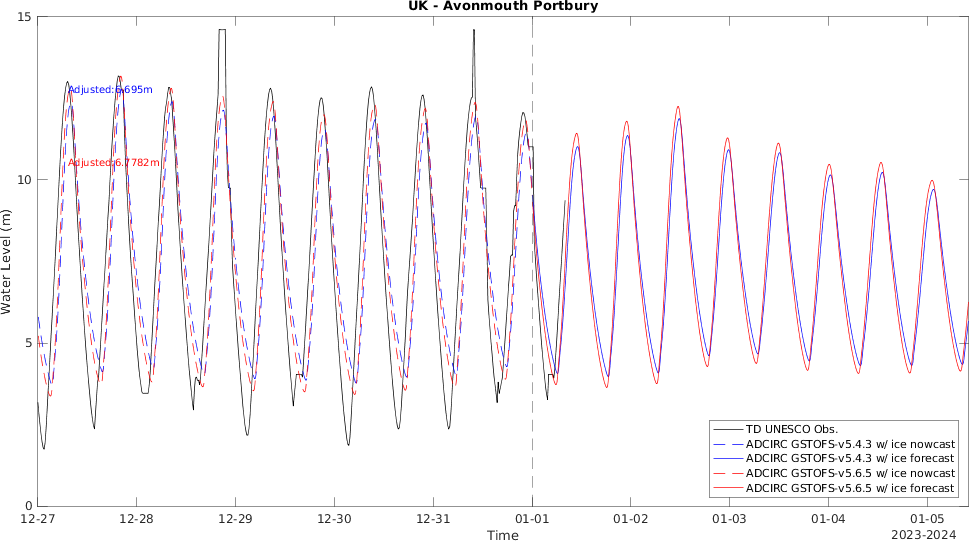 UK - Avonmouth Portbury
15
10
5
0
Water Level (m)
Adjusted:6.695m
Adjusted:6.7782m
12-27
12-28
12-29
12-30
12-31
01-01
01-02
01-03
01-04
01-05
Time
2023-2024
TD UNESCO Obs.
ADCIRC GSTOFS-v5.4.3 w/ ice nowcast
ADCIRC GSTOFS-v5.4.3 w/ ice forecast
ADCIRC GSTOFS-v5.6.5 w/ ice nowcast
ADCIRC GSTOFS-v5.6.5 w/ ice forecast